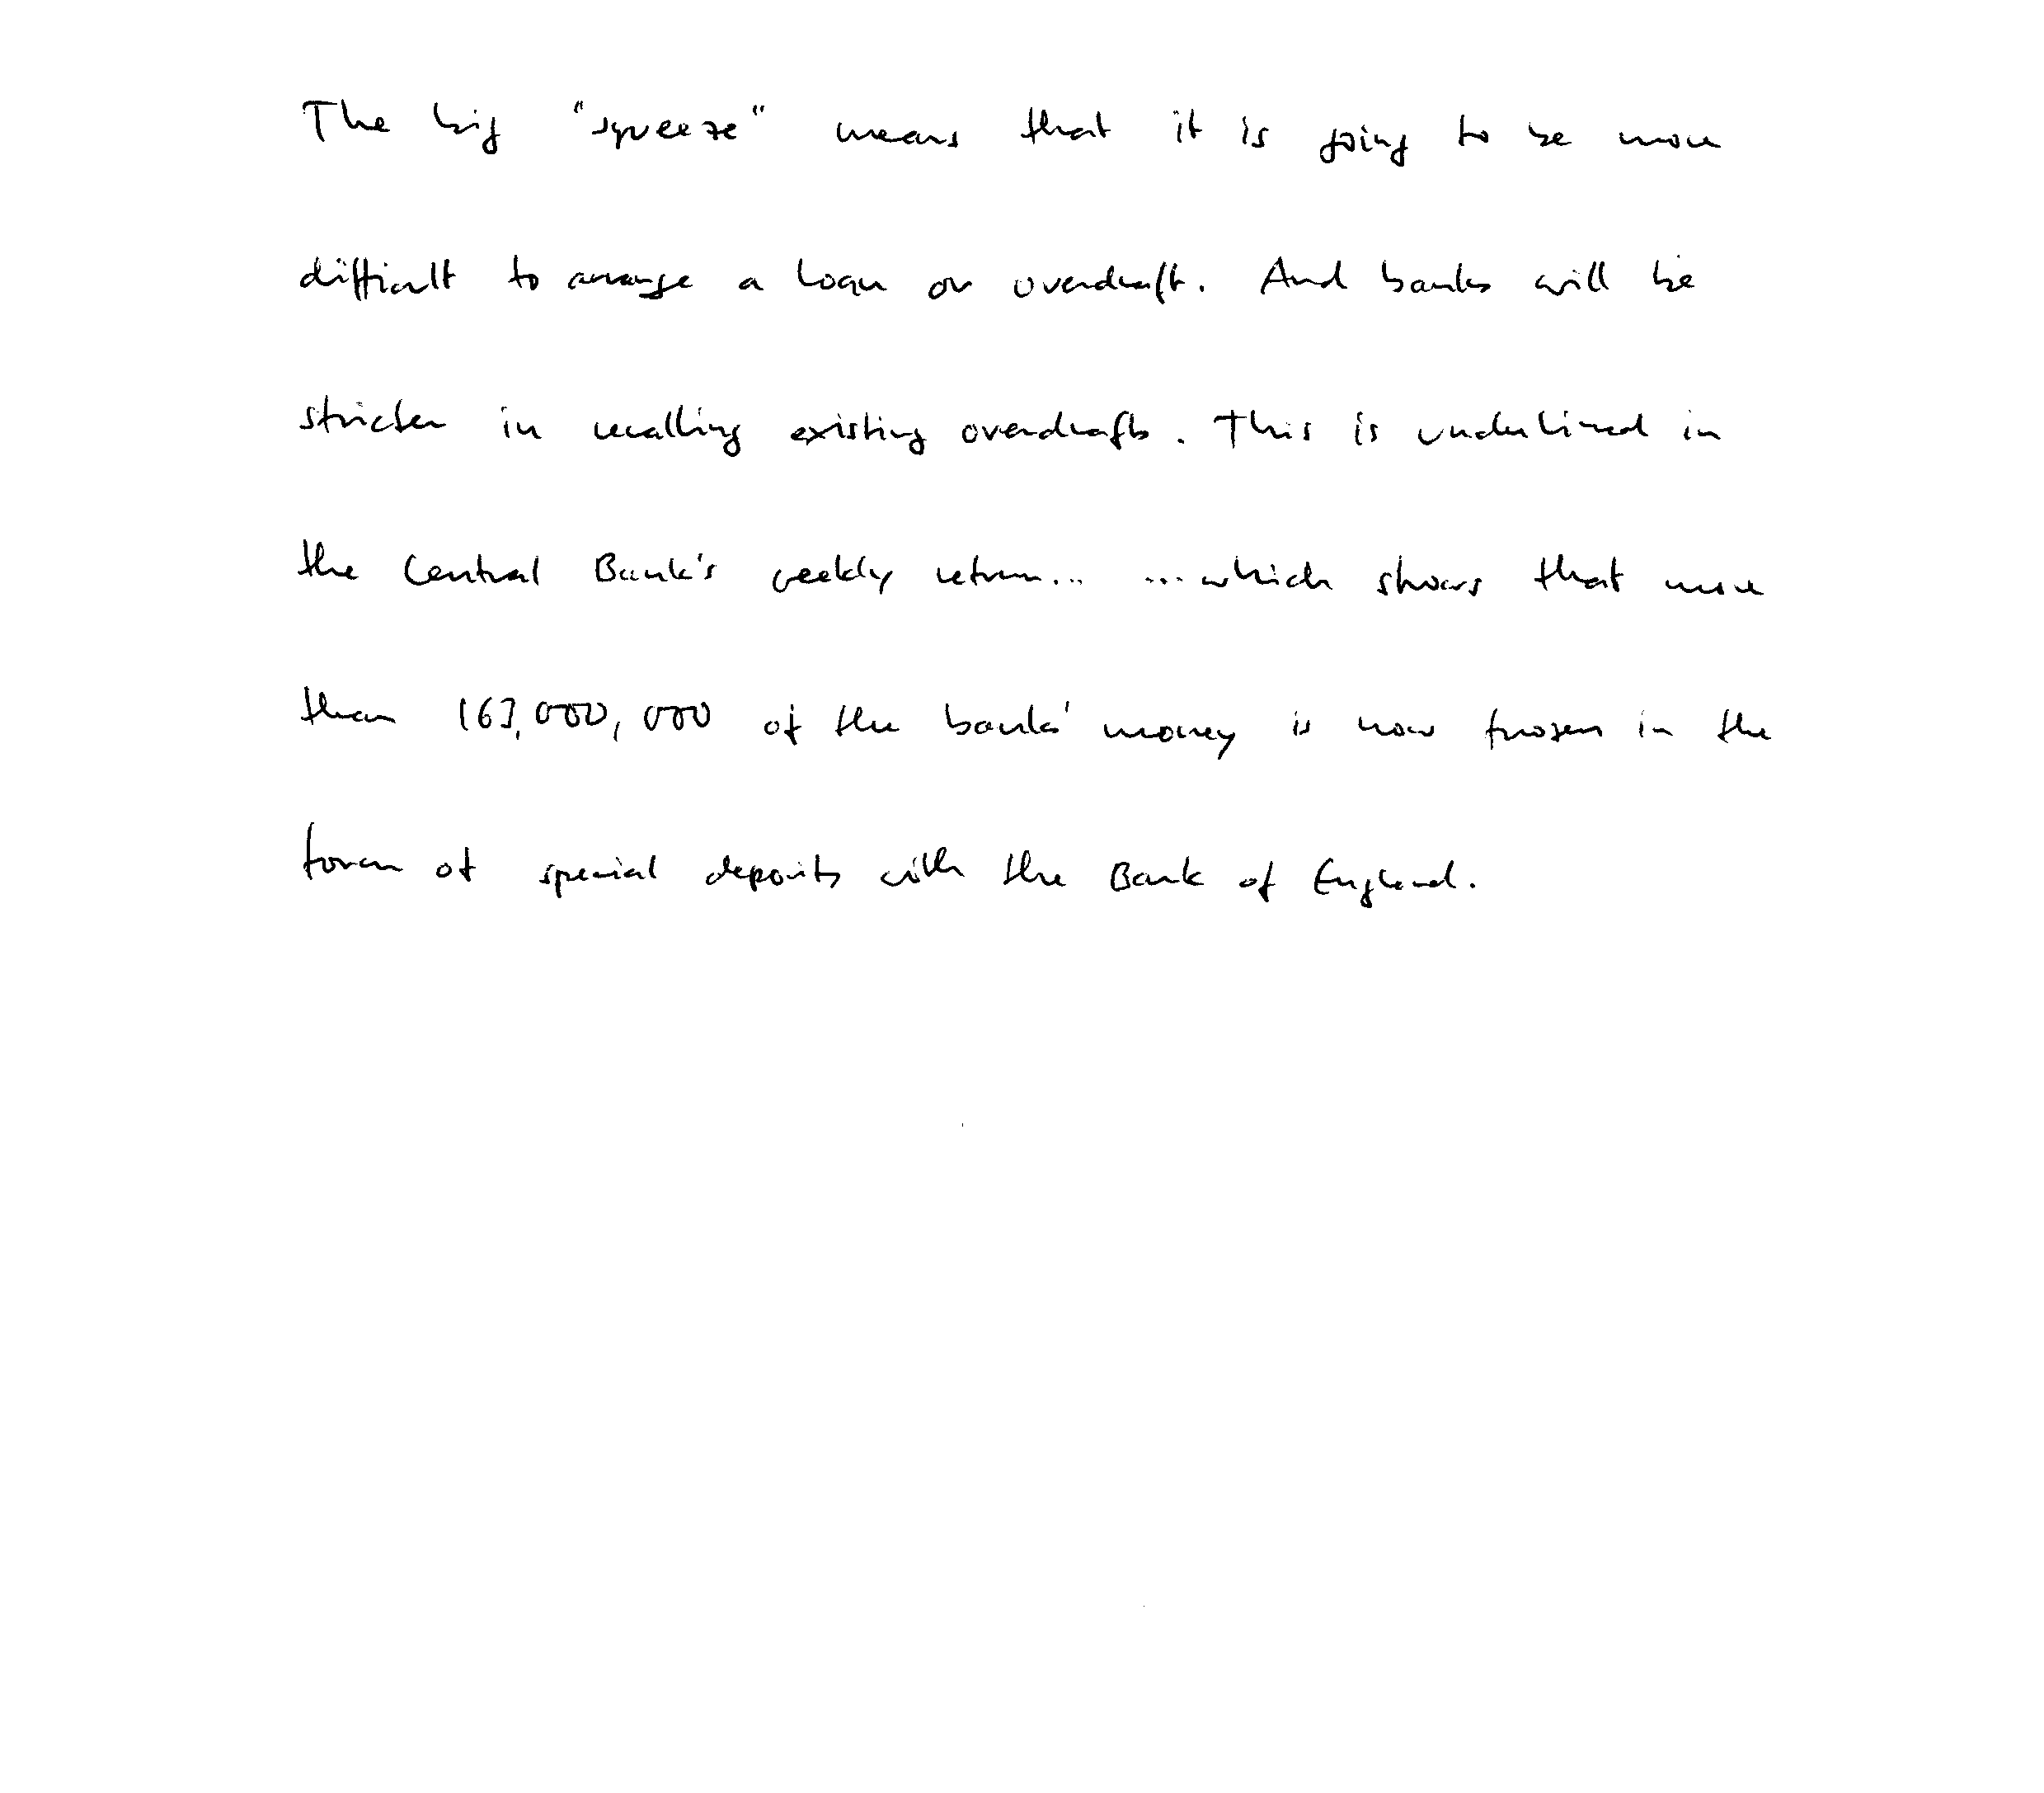 The big "squeeze" means that it is going to be more
difficult to arrange a loan or overdraft. And banks will be
stricter in recalling existing overdrafts. This is underlined in
the Central Bank's weekly return... ...which shows that more
than 163,000,000 of the banks' money is now frozen in the
form of special deposits with the Bank of England.